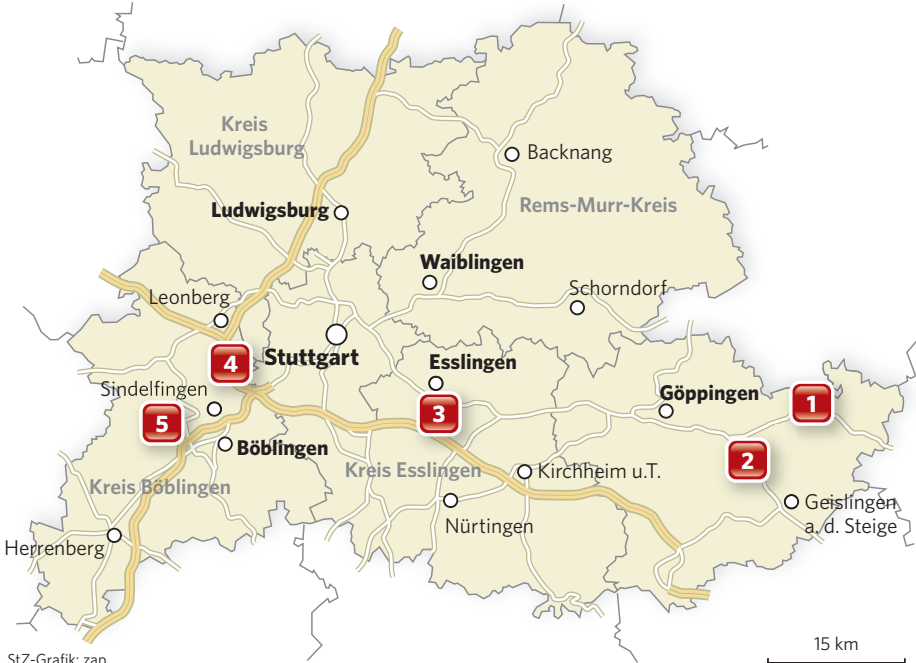 Kreis
Ludwigsburg
Backnang
Rems-Murr-Kreis
Ludwigsburg
Waiblingen
Leonberg
Schorndorf
Stuttgart
4
Esslingen
Sindelfingen
Göppingen
1
3
5
Böblingen
2
Kreis Esslingen
Kirchheim u.T.
Kreis Böblingen
Geislingen
a. d. Steige
Nürtingen
Herrenberg
15 km
StZ-Grafik: zap